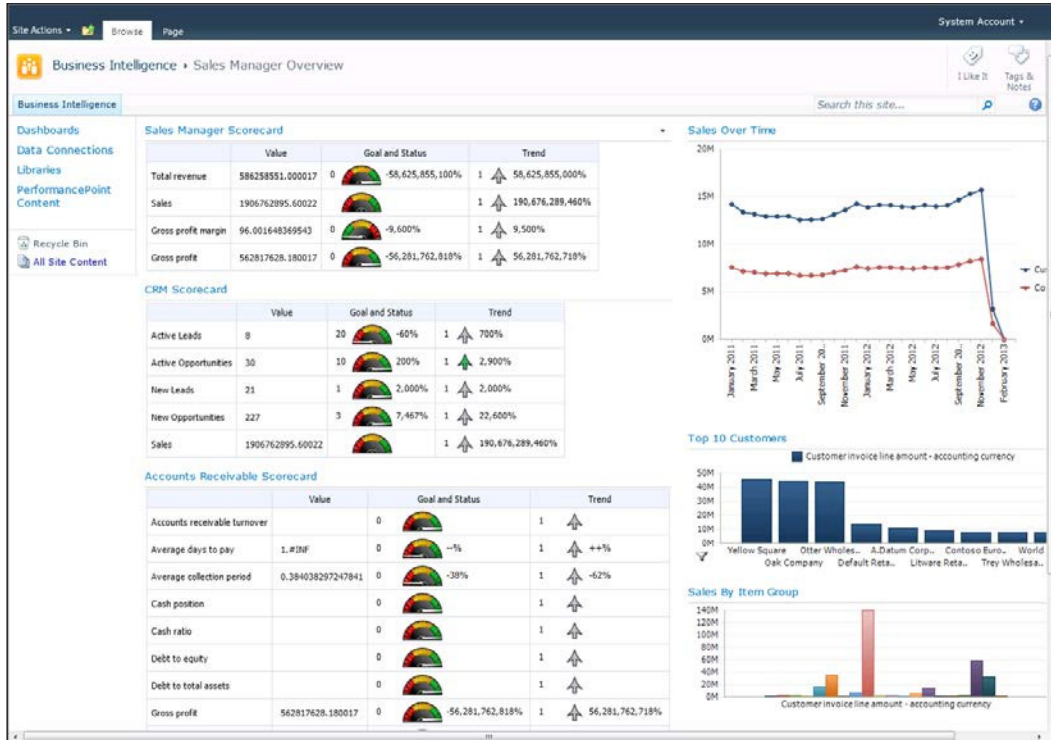 System Account
Site Actions
Browse
Page
Business Intelligence › Sales Manager Overview
I Like It
Tags & Notes
Business Intelligence
Search this site...
Dashboards
Data Connections
Libraries
PerformancePoint
Content
Recycle Bin
All Site Content
Sales Manager Scorecard
Value Goal and Status Trend
Total revenue 586258551.000017 0 -58,625,855,100% 1 58,625,855,000%
Sales 1906762895.60022 1 190,676,289,460%
Gross profit margin 96.001648369543 0 -9,600% 1 9,500%
Gross profit 562817628.180017 0 -56,281,762,818% 1 56,281,762,718%
CRM Scorecard
Value Goal and Status Trend
Active Leads 8 20 -60% 1 700%
Active Opportunities 30 10 200% 1 2,900%
New Leads 21 1 2,000% 1 2,000%
New Opportunities 227 3 7,467% 1 22,600%
Sales 1906762895.60022 1 190,676,289,460%
Accounts Receivable Scorecard
Value Goal and Status Trend
Accounts receivable turnover 0 1
Average days to pay 1.#INF 0 --% 1 ++%
Average collection period 0.384038297247841 0 -38% 1 -62%
Cash position 0 1
Cash ratio 0 1
Debt to equity 0 1
Debt to total assets 0 1
Gross profit 562817628.180017 0 -56,281,762,818% 1 56,281,762,718%
Sales Over Time
20M
15M
10M
5M
0M
Cu
Co
January 2011
March 2011
May 2011
July 2011
September 20...
November 2011
January 2012
March 2012
May 2012
July 2012
September 20...
November 2012
February 2013
Top 10 Customers
Customer invoice line amount - accounting currency
50M
40M
30M
20M
10M
0M
Yellow Square Otter Wholes... A.Datum Corp... Contoso Euro... World
Oak Company Default Reta... Litware Reta... Trey Wholesa...
Sales By Item Group
140M
120M
100M
80M
60M
40M
20M
0M
Customer invoice line amount - accounting currency